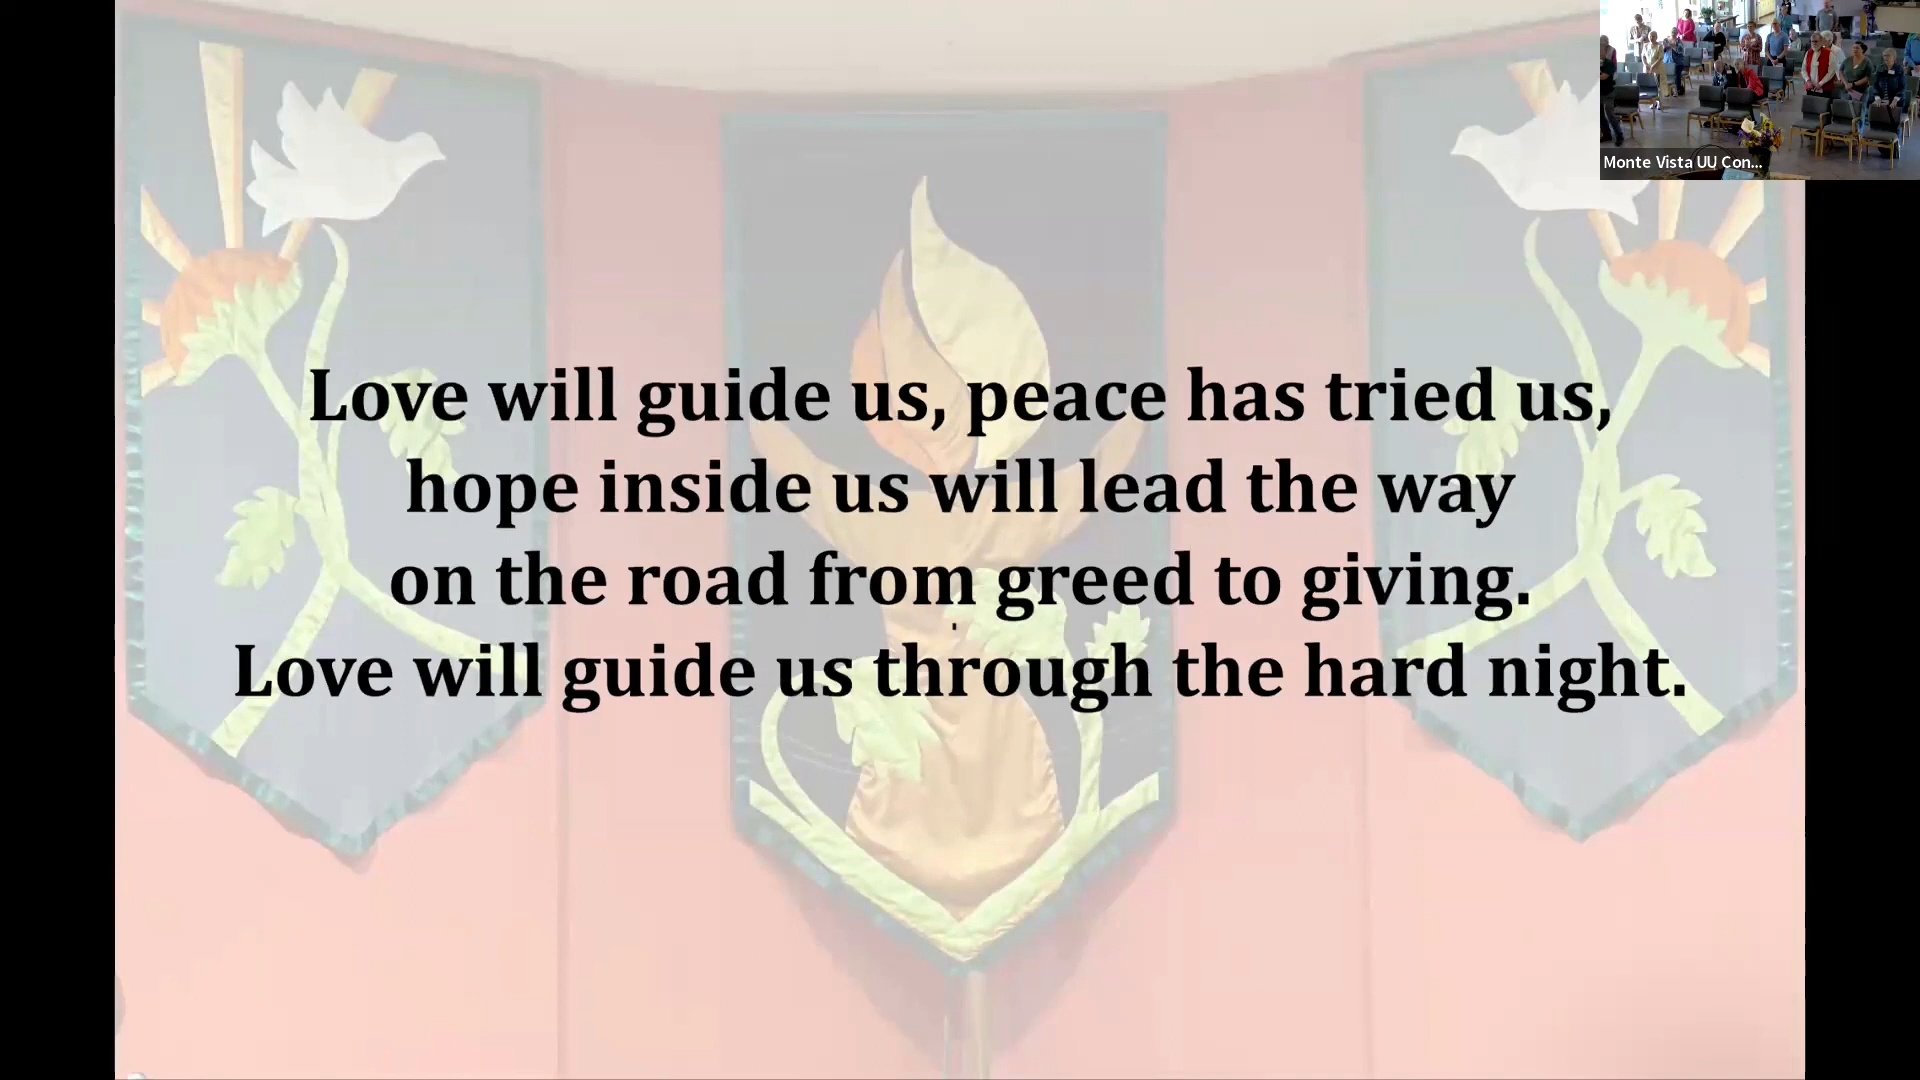 Monte Vista UU Con...
Love will guide us, peace has tried us,
hope inside us will lead the way
on the road from greed to giving.
Love will guide us through the hard night.